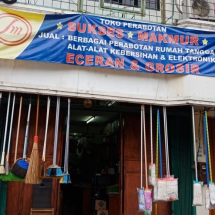 TOKO PERABOTAN
SUKSES MAKMUR
JUAL : BERBAGAI PERABOTAN RUMAH TANGGA
ALAT-ALAT KEBERSIHAN & ELEKTRONIK
ECERAN & GROSIR